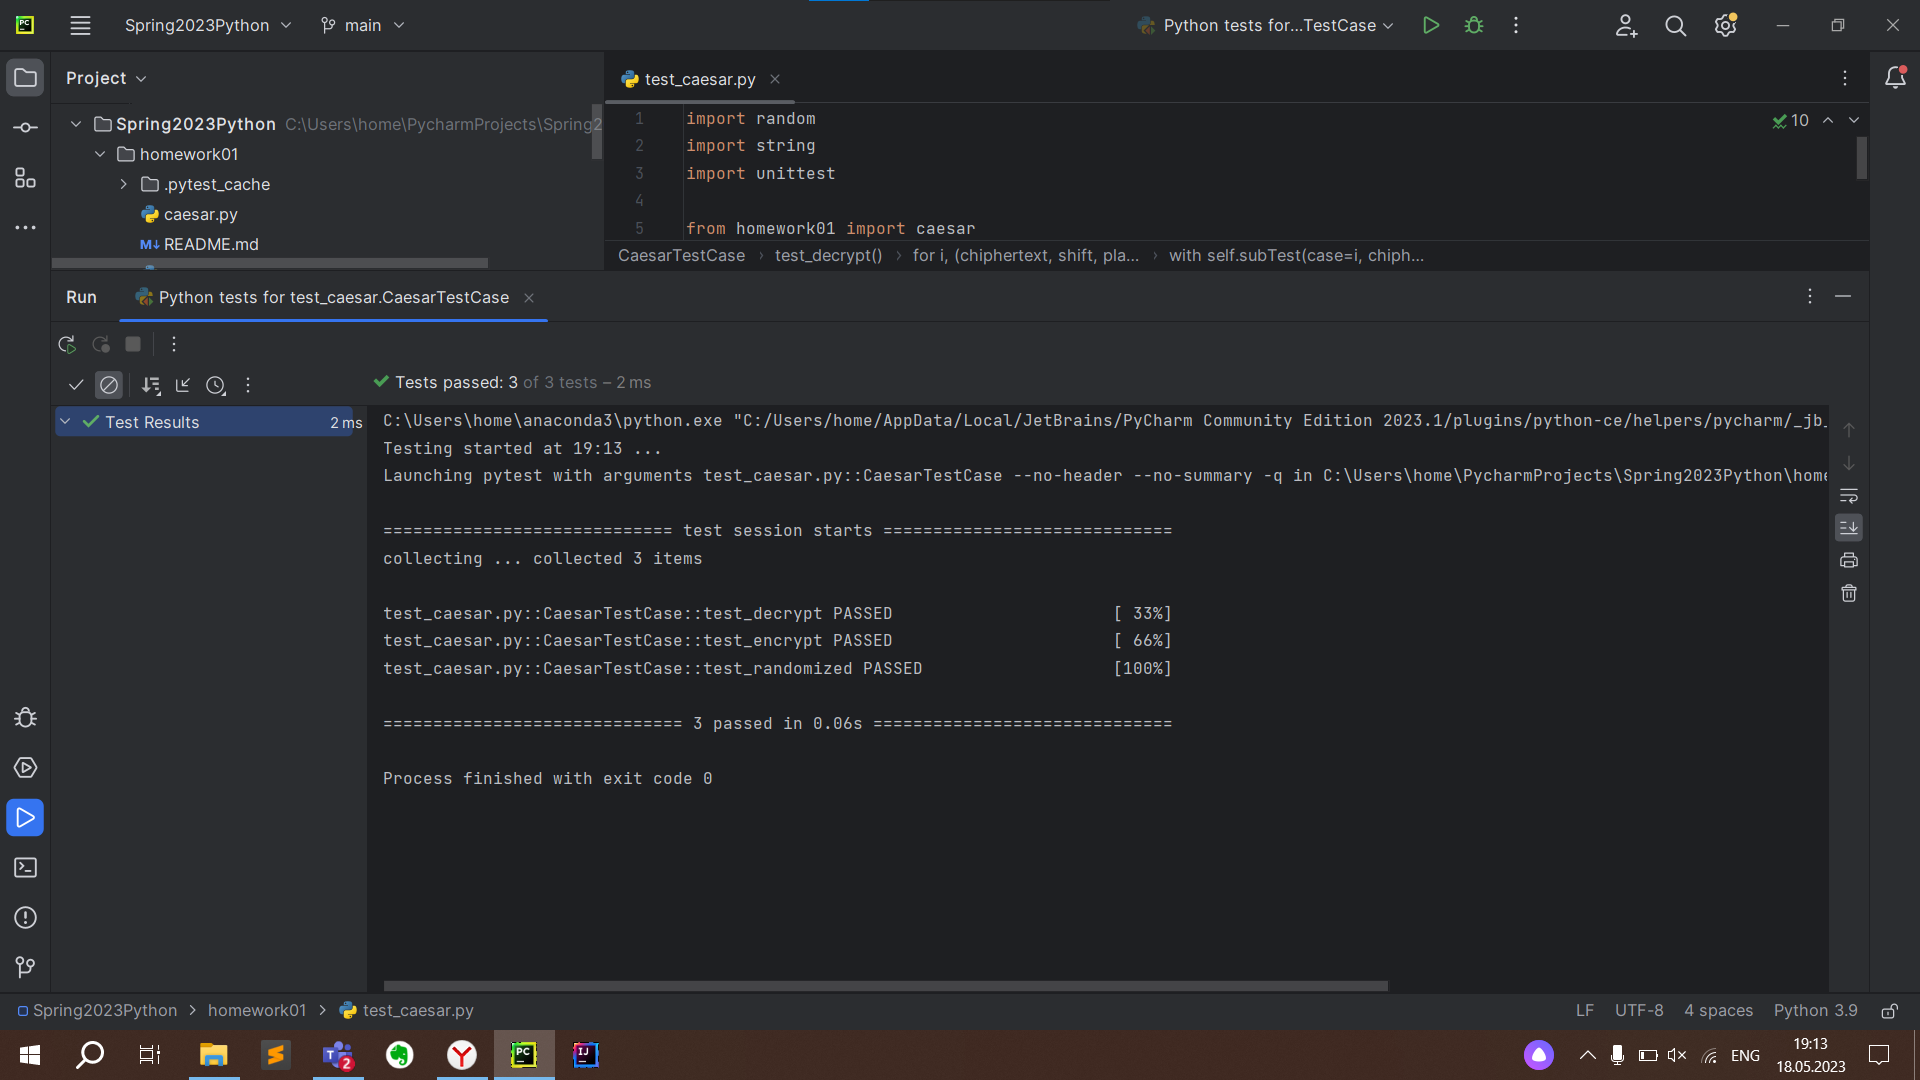 Spring2023Python
main
Python tests for...TestCase
Project
Spring2023Python C:\Users\home\PycharmProjects\Spring2
homework01
.pytest_cache
caesar.py
README.md
test_caesar.py
1 import random
2 import string
3 import unittest
4
5 from homework01 import caesar
10
CaesarTestCase › test_decrypt() › for i, (chiphertext, shift, pla... › with self.subTest(case=i, chiph...
Run
Python tests for test_caesar.CaesarTestCase
Tests passed: 3 of 3 tests – 2 ms
Test Results 2 ms
C:\Users\home\anaconda3\python.exe "C:/Users/home/AppData/Local/JetBrains/PyCharm Community Edition 2023.1/plugins/python-ce/helpers/pycharm/_jb_
Testing started at 19:13 ...
Launching pytest with arguments test_caesar.py::CaesarTestCase --no-header --no-summary -q in C:\Users\home\PycharmProjects\Spring2023Python\home
============================= test session starts =============================
collecting ... collected 3 items
test_caesar.py::CaesarTestCase::test_decrypt PASSED [ 33%]
test_caesar.py::CaesarTestCase::test_encrypt PASSED [ 66%]
test_caesar.py::CaesarTestCase::test_randomized PASSED [100%]
============================== 3 passed in 0.06s ==============================
Process finished with exit code 0
Spring2023Python > homework01 > test_caesar.py
LF UTF-8 4 spaces Python 3.9
ENG
19:13
18.05.2023